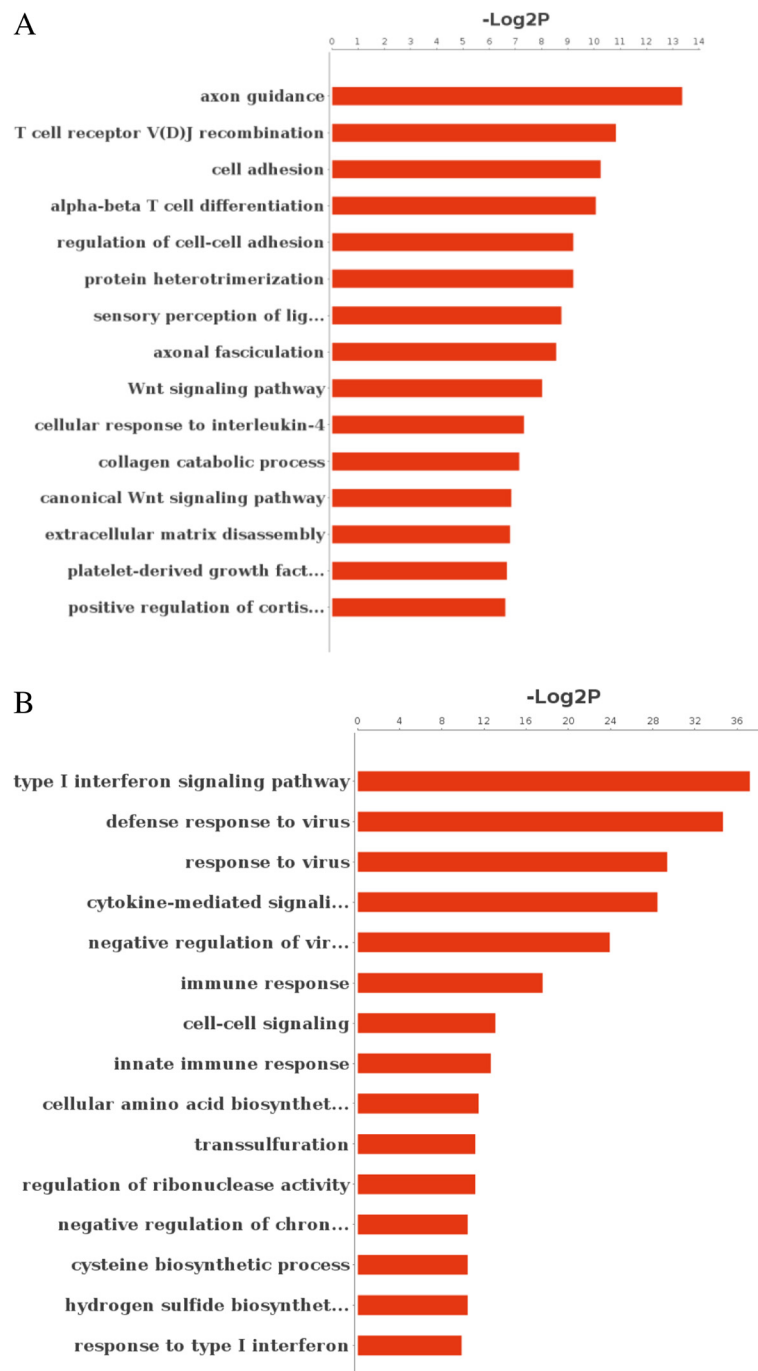 A
-Log2P
0 1 2 3 4 5 6 7 8 9 10 11 12 13 14
axon guidance
T cell receptor V(D)J recombination
cell adhesion
alpha-beta T cell differentiation
regulation of cell-cell adhesion
protein heterotrimerization
sensory perception of lig...
axonal fasciculation
Wnt signaling pathway
cellular response to interleukin-4
collagen catabolic process
canonical Wnt signaling pathway
extracellular matrix disassembly
platelet-derived growth fact...
positive regulation of cortis...
B
-Log2P
0 4 8 12 16 20 24 28 32 36
type I interferon signaling pathway
defense response to virus
response to virus
cytokine-mediated signali...
negative regulation of vir...
immune response
cell-cell signaling
innate immune response
cellular amino acid biosynthet...
transsulfuration
regulation of ribonuclease activity
negative regulation of chron...
cysteine biosynthetic process
hydrogen sulfide biosynthet...
response to type I interferon